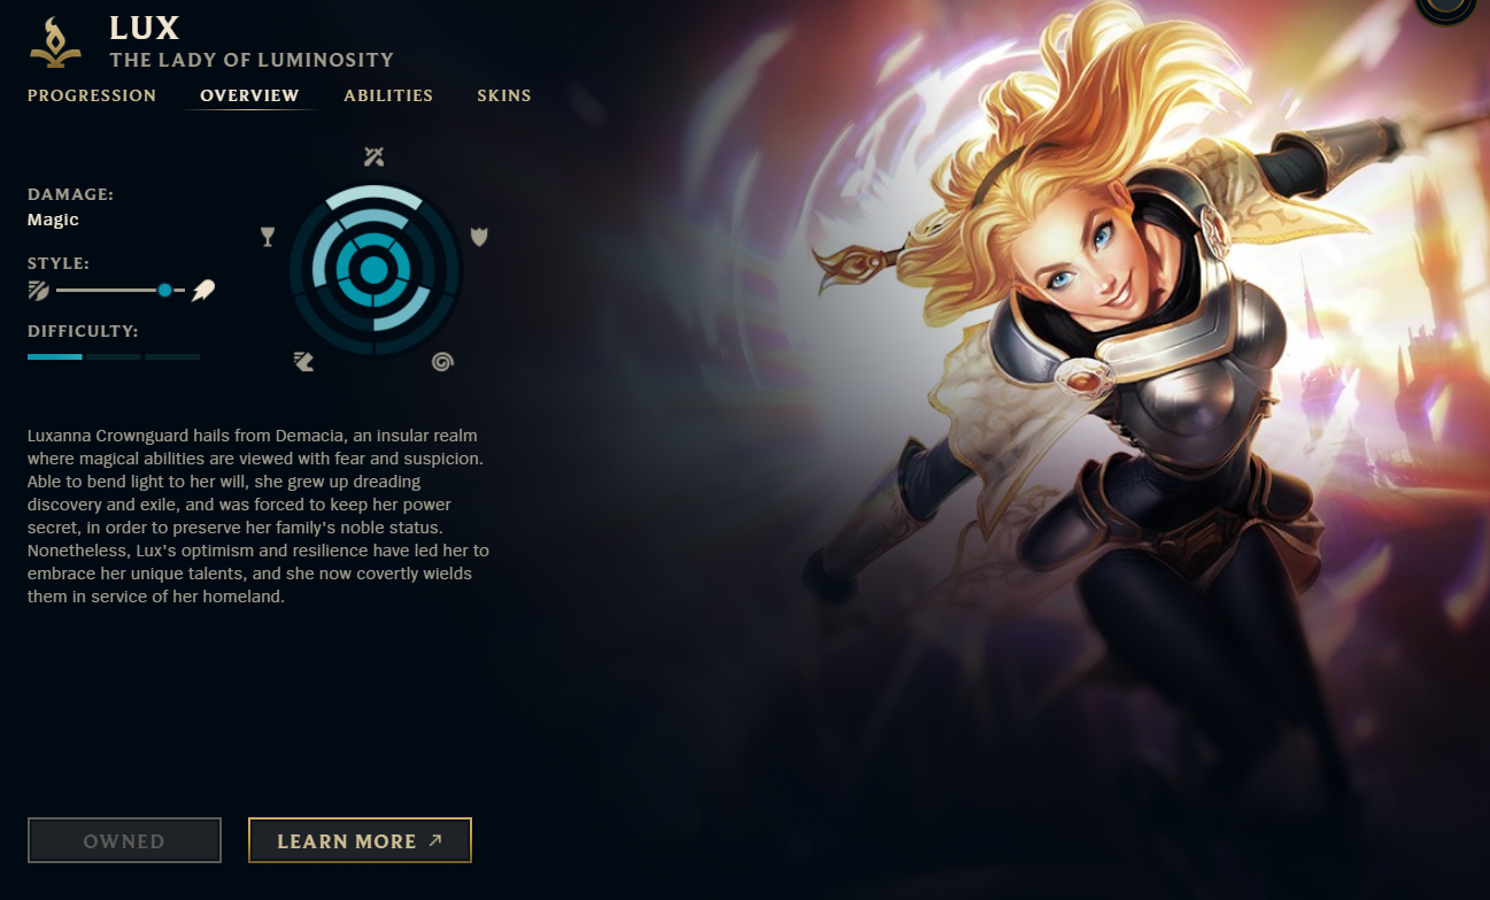 LUX
THE LADY OF LUMINOSITY
PROGRESSION OVERVIEW ABILITIES SKINS
DAMAGE:
Magic
STYLE:
DIFFICULTY:
Luxanna Crownguard hails from Demacia, an insular realm
where magical abilities are viewed with fear and suspicion.
Able to bend light to her will, she grew up dreading
discovery and exile, and was forced to keep her power
secret, in order to preserve her family's noble status.
Nonetheless, Lux's optimism and resilience have led her to
embrace her unique talents, and she now covertly wields
them in service of her homeland.
OWNED LEARN MORE